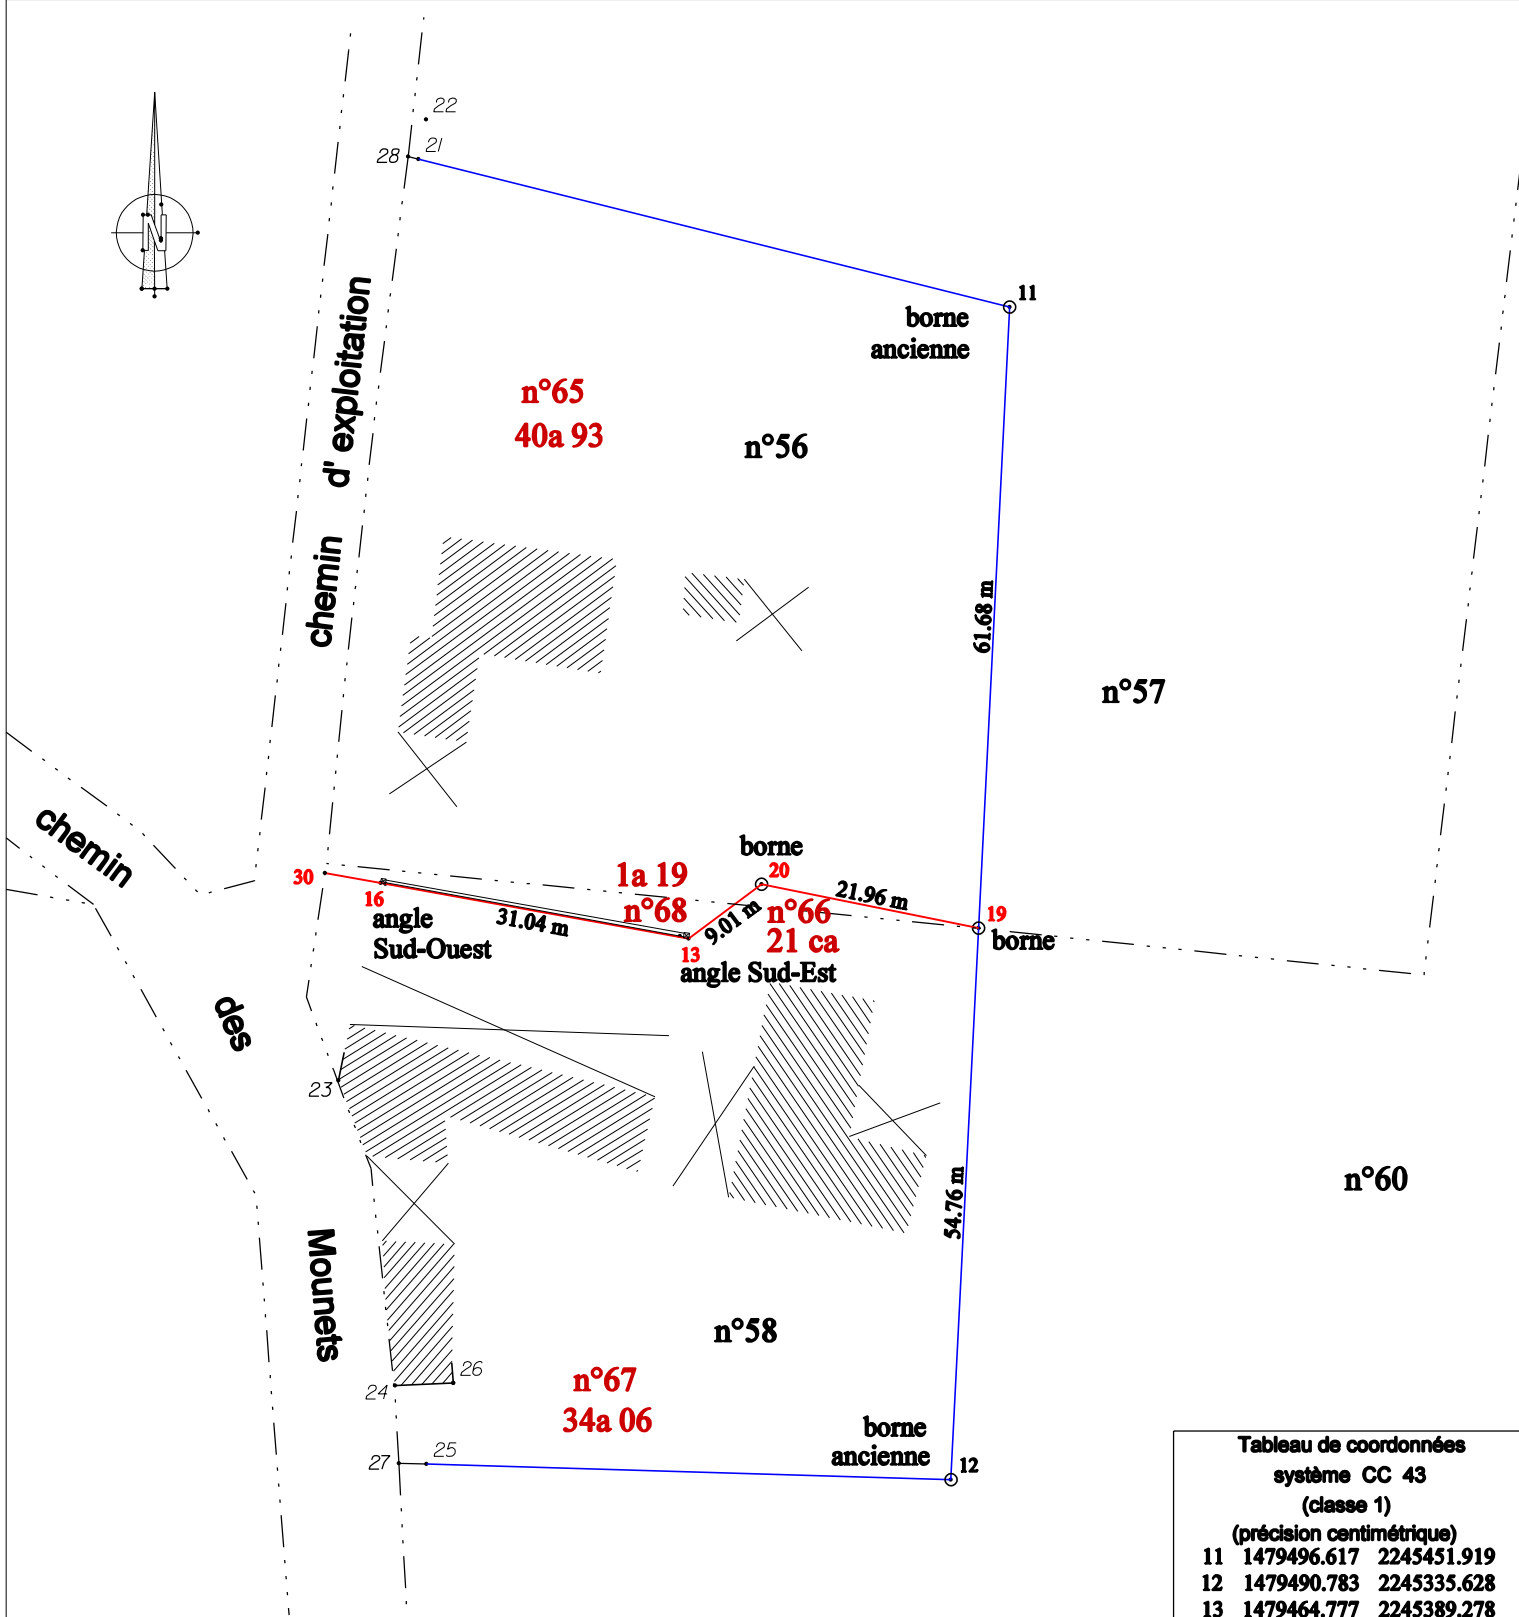 22
21
28
N
11
borne
ancienne
chemin d' exploitation
n°65
40a 93
n°56
61.68 m
n°57
chemin
borne
20
1a 19
30
16
n°68
21.96 m
19
n°66
31.04 m
9.01 m
angle
Sud-Ouest
21 ca
borne
13
angle Sud-Est
des
23
54.76 m
n°60
Mounets
n°58
26
24
n°67
34a 06
borne
ancienne
25
27
12
Tableau de coordonnées
système CC 43
(classe 1)
(précision centimétrique)
11 1479496.617 2245451.919
12 1479490.783 2245335.628
13 1479464.777 2245389.278